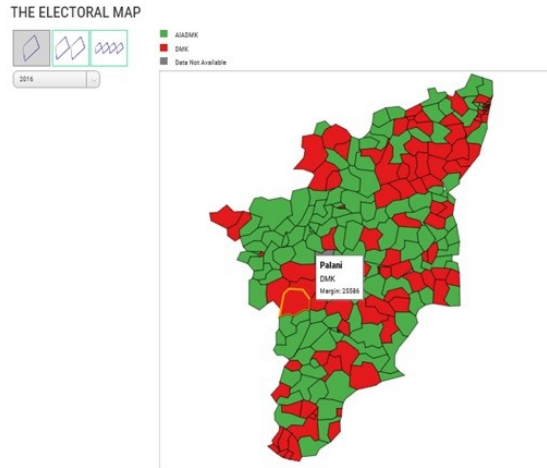 THE ELECTORAL MAP
2016
AIADMK
DMK
Data Not Available
Palani
DMK
Margin: 25586